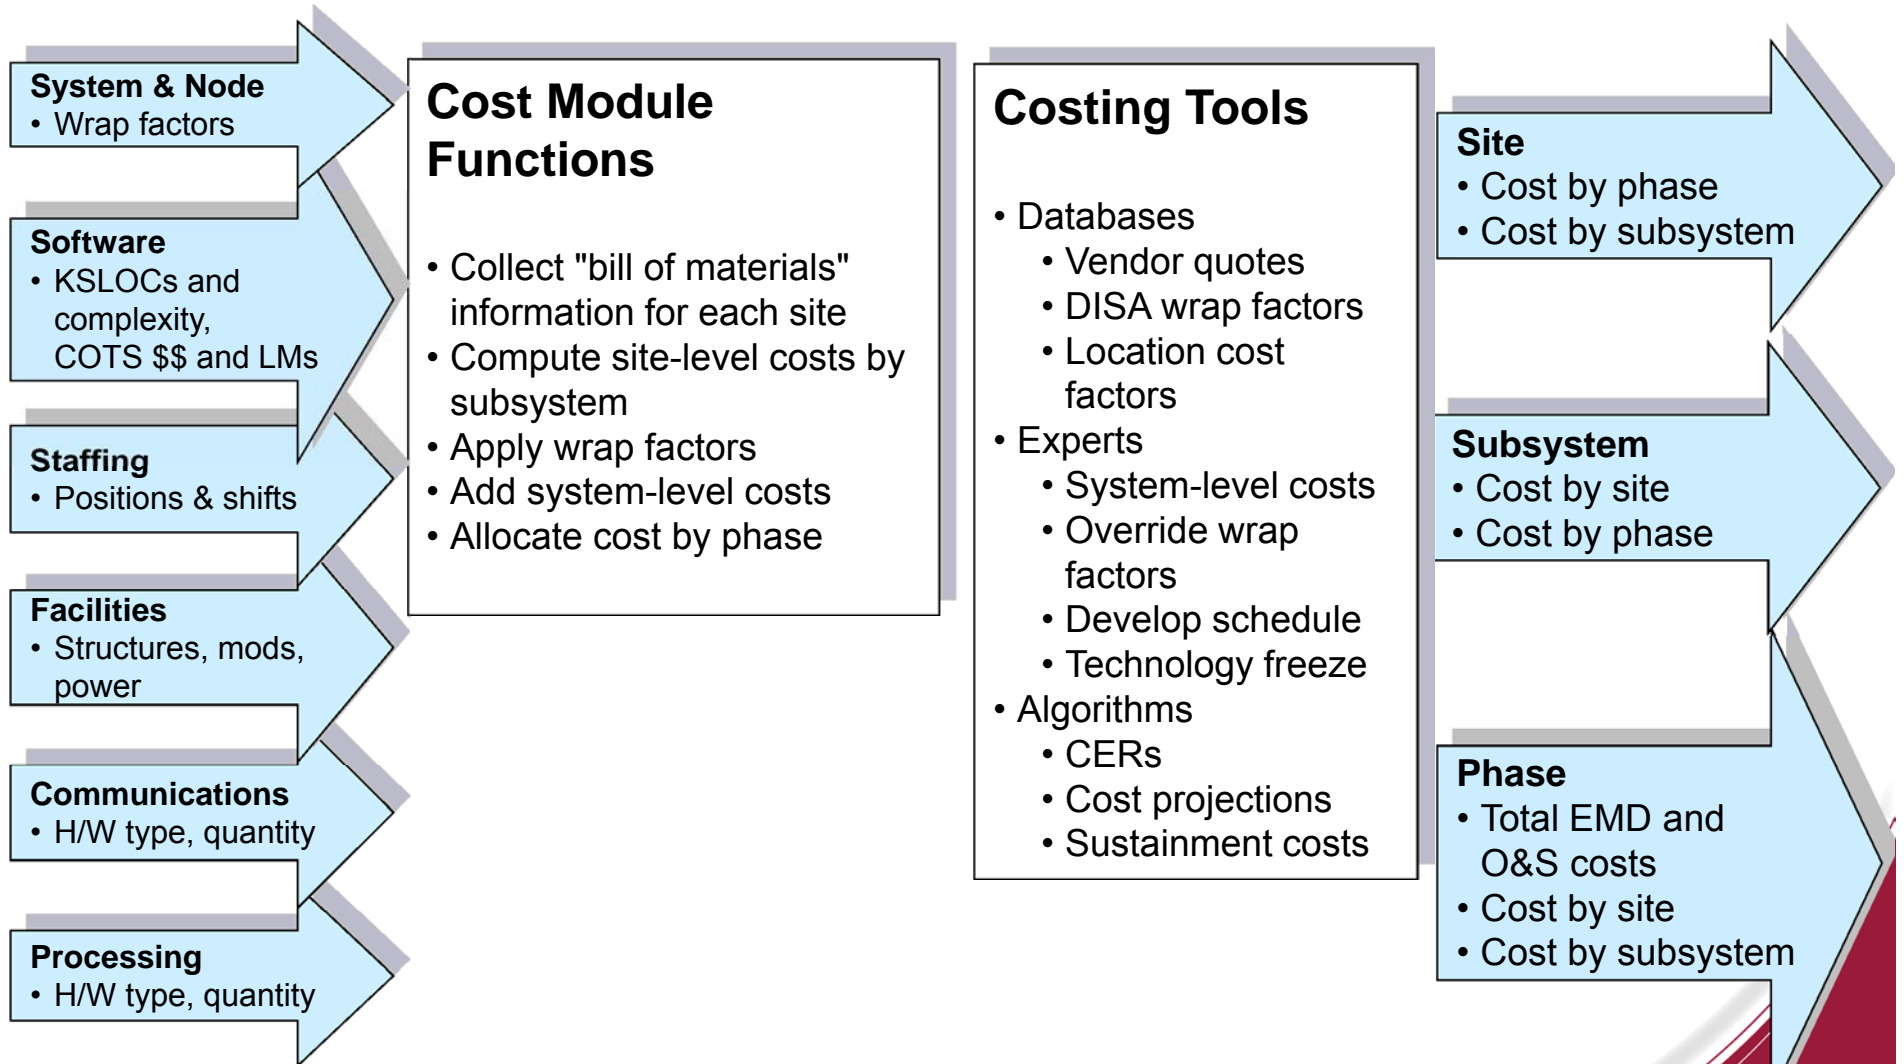 System & Node
• Wrap factors
Software
• KSLOCs and
complexity,
COTS $$ and LMs
Staffing
• Positions & shifts
Facilities
• Structures, mods,
power
Communications
• H/W type, quantity
Processing
• H/W type, quantity
Cost Module
Functions
• Collect "bill of materials"
information for each site
• Compute site-level costs by
subsystem
• Apply wrap factors
• Add system-level costs
• Allocate cost by phase
Costing Tools
• Databases
• Vendor quotes
• DISA wrap factors
• Location cost
factors
• Experts
• System-level costs
• Override wrap
factors
• Develop schedule
• Technology freeze
• Algorithms
• CERs
• Cost projections
• Sustainment costs
Site
• Cost by phase
• Cost by subsystem
Subsystem
• Cost by site
• Cost by phase
Phase
• Total EMD and
O&S costs
• Cost by site
• Cost by subsystem